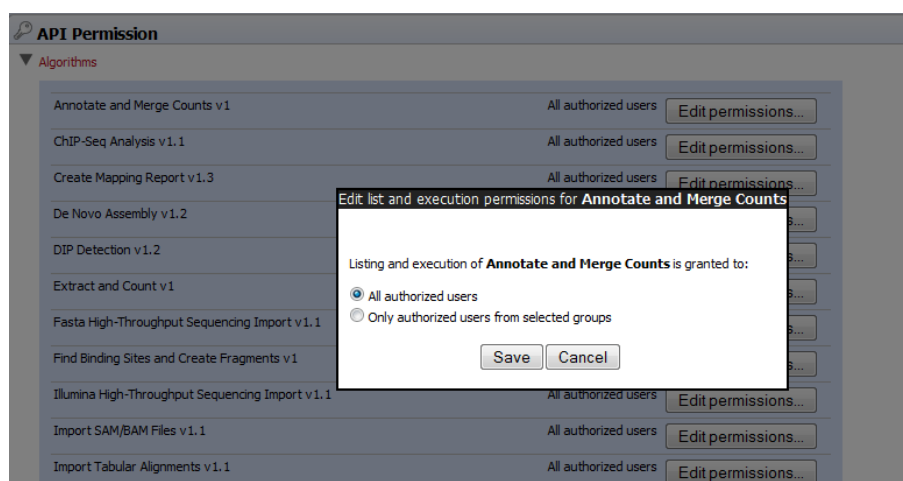 API Permission
Algorithms
Annotate and Merge Counts v1 All authorized users Edit permissions...
ChIP-Seq Analysis v1.1 All authorized users Edit permissions...
Create Mapping Report v1.3 All authorized users Edit permissions...
Edit list and execution permissions for Annotate and Merge Counts
De Novo Assembly v1.2
DIP Detection v1.2
Listing and execution of Annotate and Merge Counts is granted to:
Extract and Count v1
All authorized users
Fasta High-Throughput Sequencing Import v1.1
Only authorized users from selected groups
Find Binding Sites and Create Fragments v1
Save Cancel
Illumina High-Throughput Sequencing Import v1.1 All authorized users Edit permissions...
Import SAM/BAM Files v1.1 All authorized users Edit permissions...
Import Tabular Alignments v1.1 All authorized users Edit permissions...